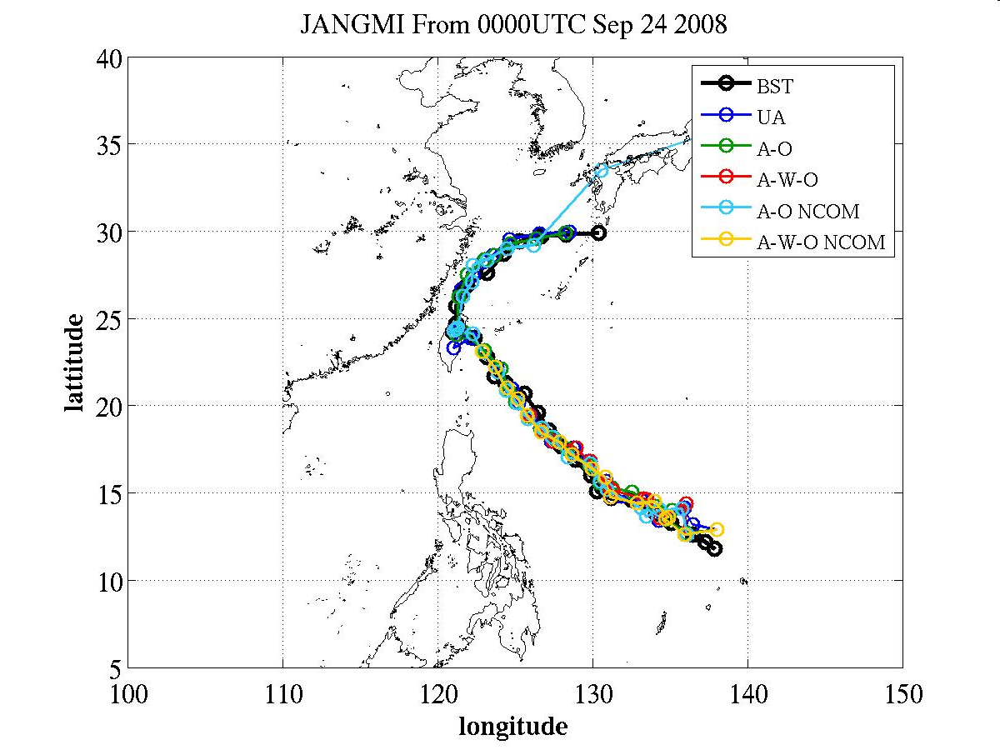 JANGMI From 0000UTC Sep 24 2008
40
35
30
25
20
15
10
5
lattitude
BST
UA
A-O
A-W-O
A-O NCOM
A-W-O NCOM
100 110 120 130 140 150
longitude